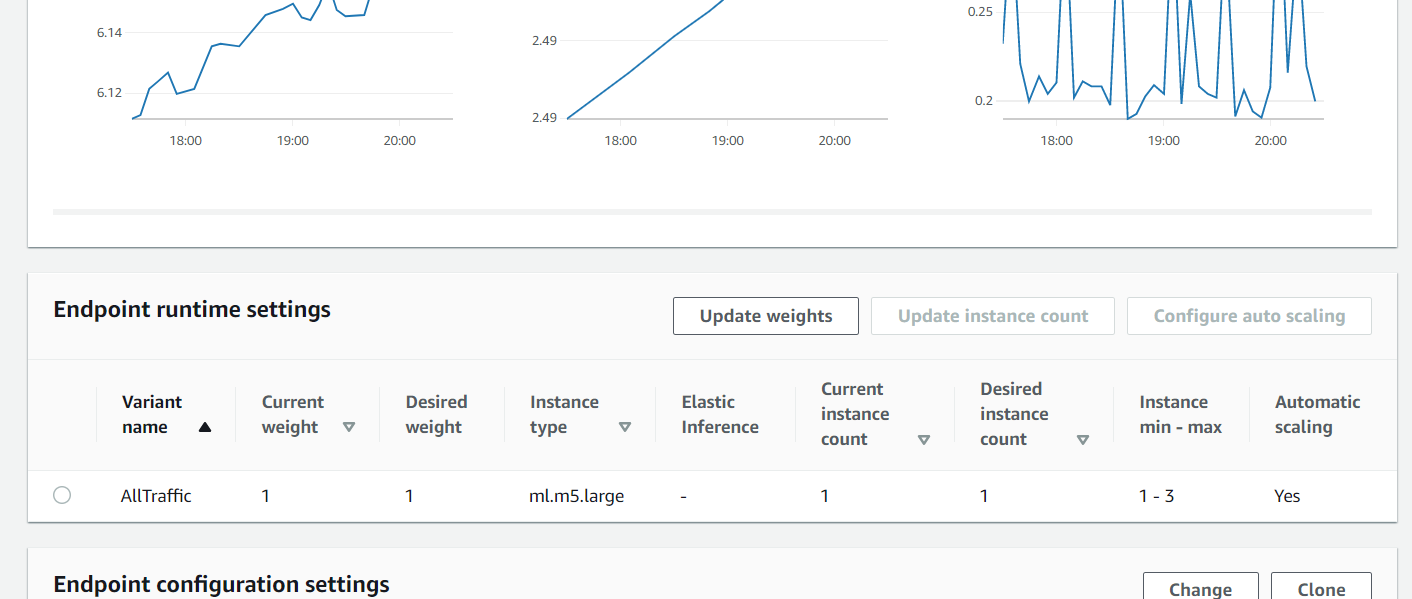 6.14
6.12
18:00 19:00 20:00
2.49
2.49
18:00 19:00 20:00
0.25
0.2
18:00 19:00 20:00
Endpoint runtime settings
Update weights
Update instance count
Configure auto scaling
Variant name
Current weight
Desired weight
Instance type
Elastic Inference
Current instance count
Desired instance count
Instance min - max
Automatic scaling
AllTraffic 1 1 ml.m5.large - 1 1 1 - 3 Yes
Endpoint configuration settings
Change
Clone